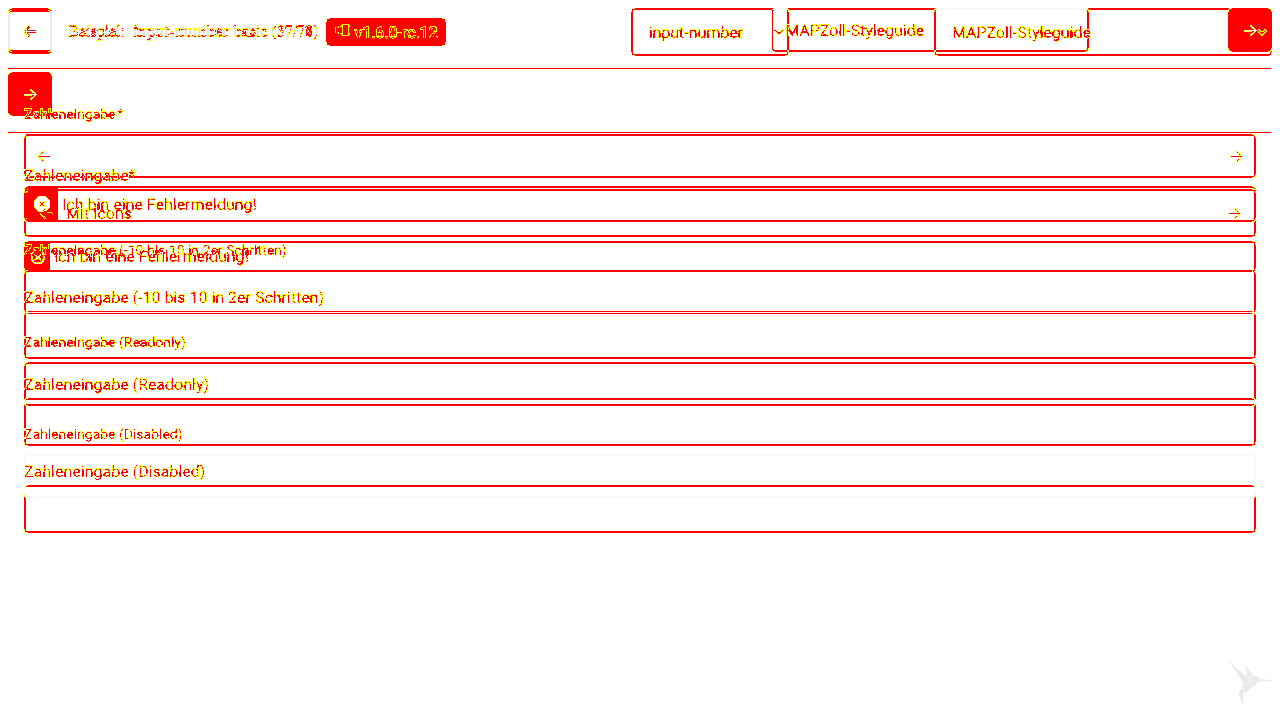 Beispiel: input-number basic (37/78) v1.6.0-rc.12 input-number MAPZoll-Styleguide MAPZoll-Styleguide
Zahleneingabe*
Zahleneingabe*
Ich bin eine Fehlermeldung!
Mit Icons
Zahleneingabe (-10 bis 10 in 2er Schritten)
Ich bin eine Fehlermeldung!
Zahleneingabe (-10 bis 10 in 2er Schritten)
Zahleneingabe (Readonly)
Zahleneingabe (Readonly)
Zahleneingabe (Disabled)
Zahleneingabe (Disabled)